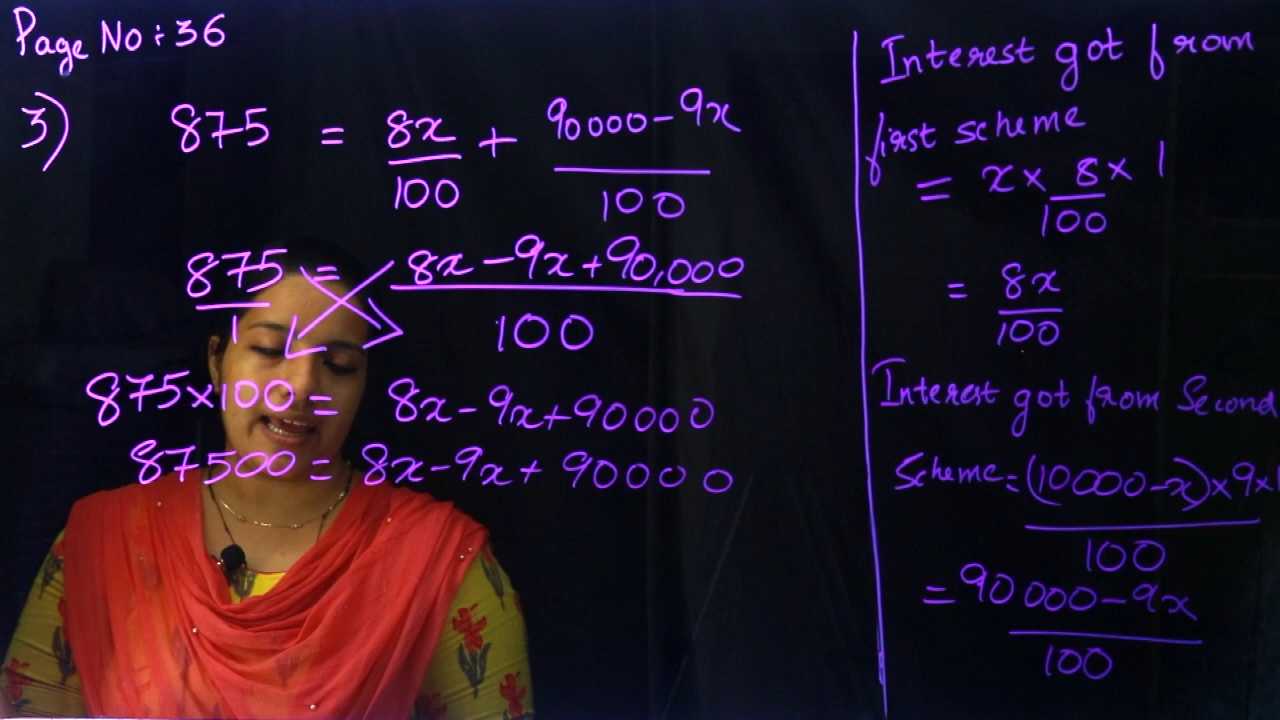 Page No: 36
3) 875 = 8x/100 + 90000 - 9x/100
875/1 = 8x - 9x + 90,000/100
875 × 100 = 8x - 9x + 90000
87500 = 8x - 9x + 90000
Interest got from
first scheme
= x × 8 × 1/100
= 8x/100
Interest got from Second
Scheme = (10000 - x) × 9 × 1/100
= 90000 - 9x/100